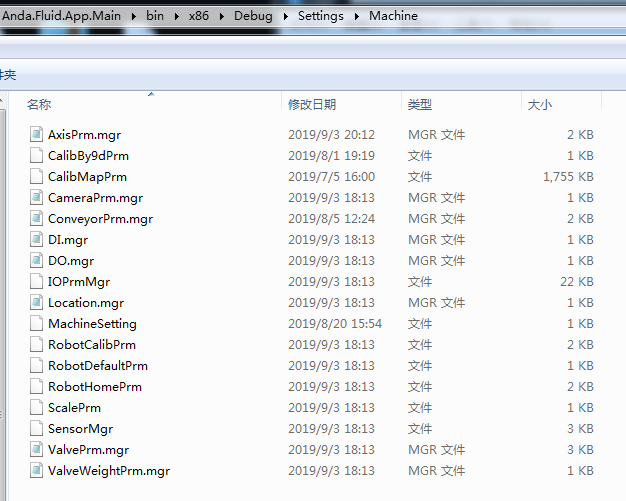 Anda.Fluid.App.Main ▸ bin ▸ x86 ▸ Debug ▸ Settings ▸ Machine
件夹
名称 修改日期 类型 大小
AxisPrm.mgr 2019/9/3 20:12 MGR 文件 2 KB
CalibBy9dPrm 2019/8/1 19:19 文件 1 KB
CalibMapPrm 2019/7/5 16:00 文件 1,755 KB
CameraPrm.mgr 2019/9/3 18:13 MGR 文件 1 KB
ConveyorPrm.mgr 2019/8/5 12:24 MGR 文件 2 KB
DI.mgr 2019/9/3 18:13 MGR 文件 1 KB
DO.mgr 2019/9/3 18:13 MGR 文件 1 KB
IOPrmMgr 2019/9/3 18:13 文件 22 KB
Location.mgr 2019/9/3 18:13 MGR 文件 1 KB
MachineSetting 2019/8/20 15:54 文件 1 KB
RobotCalibPrm 2019/9/3 18:13 文件 2 KB
RobotDefaultPrm 2019/9/3 18:13 文件 1 KB
RobotHomePrm 2019/9/3 18:13 文件 2 KB
ScalePrm 2019/9/3 18:13 文件 1 KB
SensorMgr 2019/9/3 18:13 文件 3 KB
ValvePrm.mgr 2019/9/3 18:13 MGR 文件 3 KB
ValveWeightPrm.mgr 2019/9/3 18:13 MGR 文件 1 KB